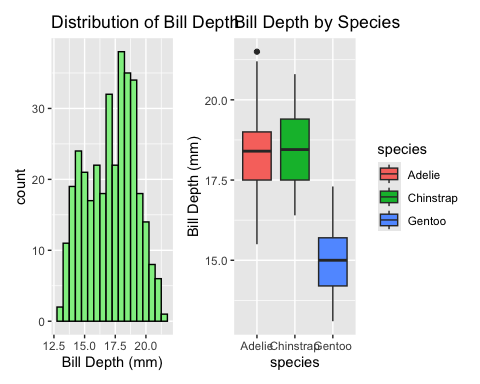 Distribution of Bill Depth
Bill Depth by Species
count
30
20
10
0
12.5 15.0 17.5 20.0
Bill Depth (mm)
Bill Depth (mm)
20.0
17.5
15.0
Adelie Chinstrap Gentoo
species
species
Adelie
Chinstrap
Gentoo